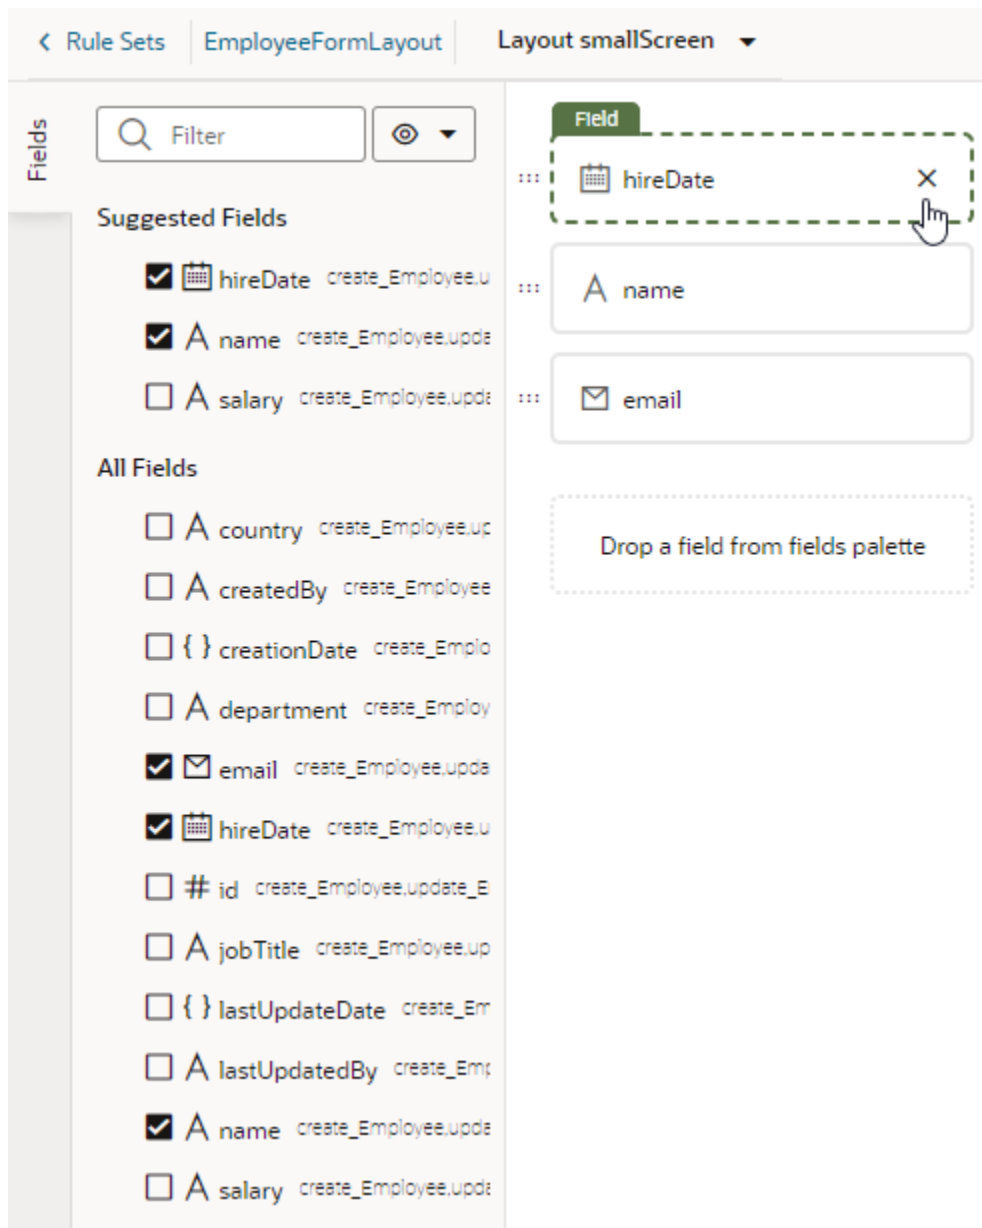 Rule Sets EmployeeFormLayout Layout smallScreen
Fields
Filter
Suggested Fields
hireDate create_Employee,u
name create_Employee,upda
salary create_Employee,upda
All Fields
country create_Employee,up
createdBy create_Employee
creationDate create_Emplo
department create_Employ
email create_Employee,upda
hireDate create_Employee,u
# id create_Employee,update_E
jobTitle create_Employee,up
lastUpdateDate create_Em
lastUpdatedBy create_Emp
name create_Employee,upda
salary create_Employee,upda
Field
hireDate
name
email
Drop a field from fields palette